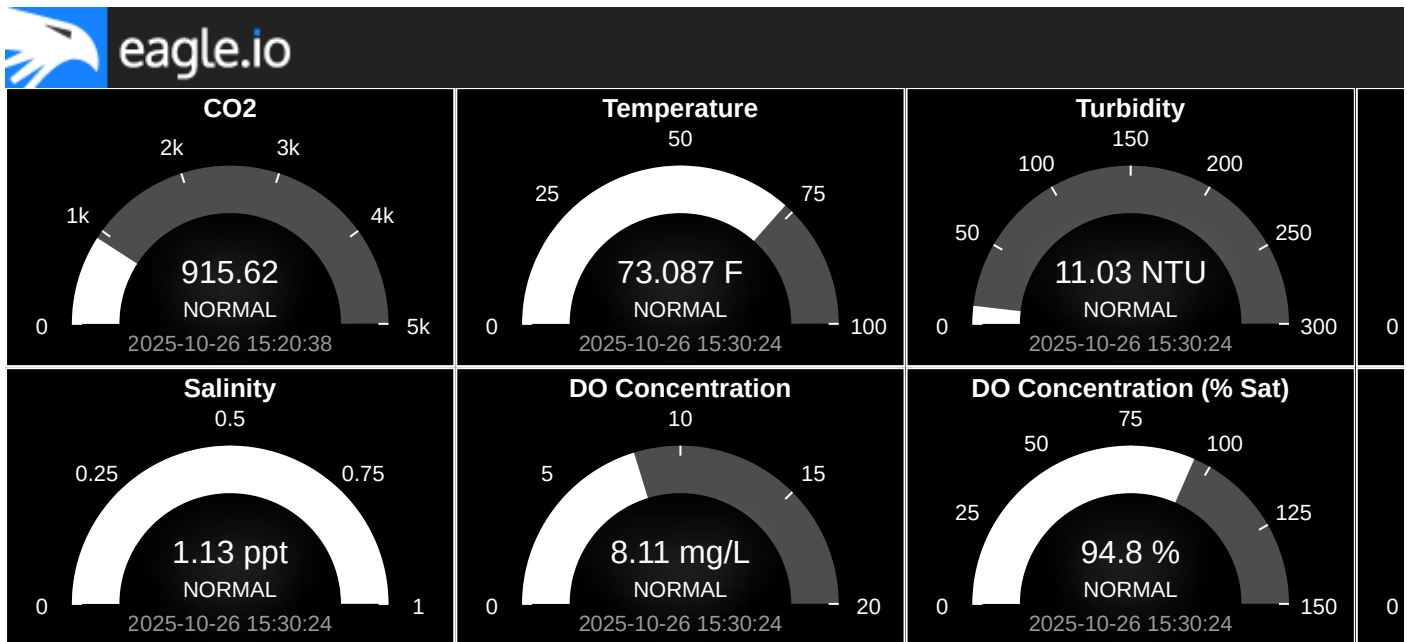 eagle.io
CO2
2k
3k
1k
4k
915.62
NORMAL
0
5k
2025-10-26 15:20:38
Temperature
50
25
75
73.087 F
NORMAL
0
100
2025-10-26 15:30:24
Turbidity
150
100
200
50
250
11.03 NTU
NORMAL
0
300
2025-10-26 15:30:24
0
Salinity
0.5
0.25
0.75
1.13 ppt
NORMAL
0
1
2025-10-26 15:30:24
DO Concentration
10
5
15
8.11 mg/L
NORMAL
0
20
2025-10-26 15:30:24
DO Concentration (% Sat)
75
50
100
25
125
94.8 %
NORMAL
0
150
2025-10-26 15:30:24
0